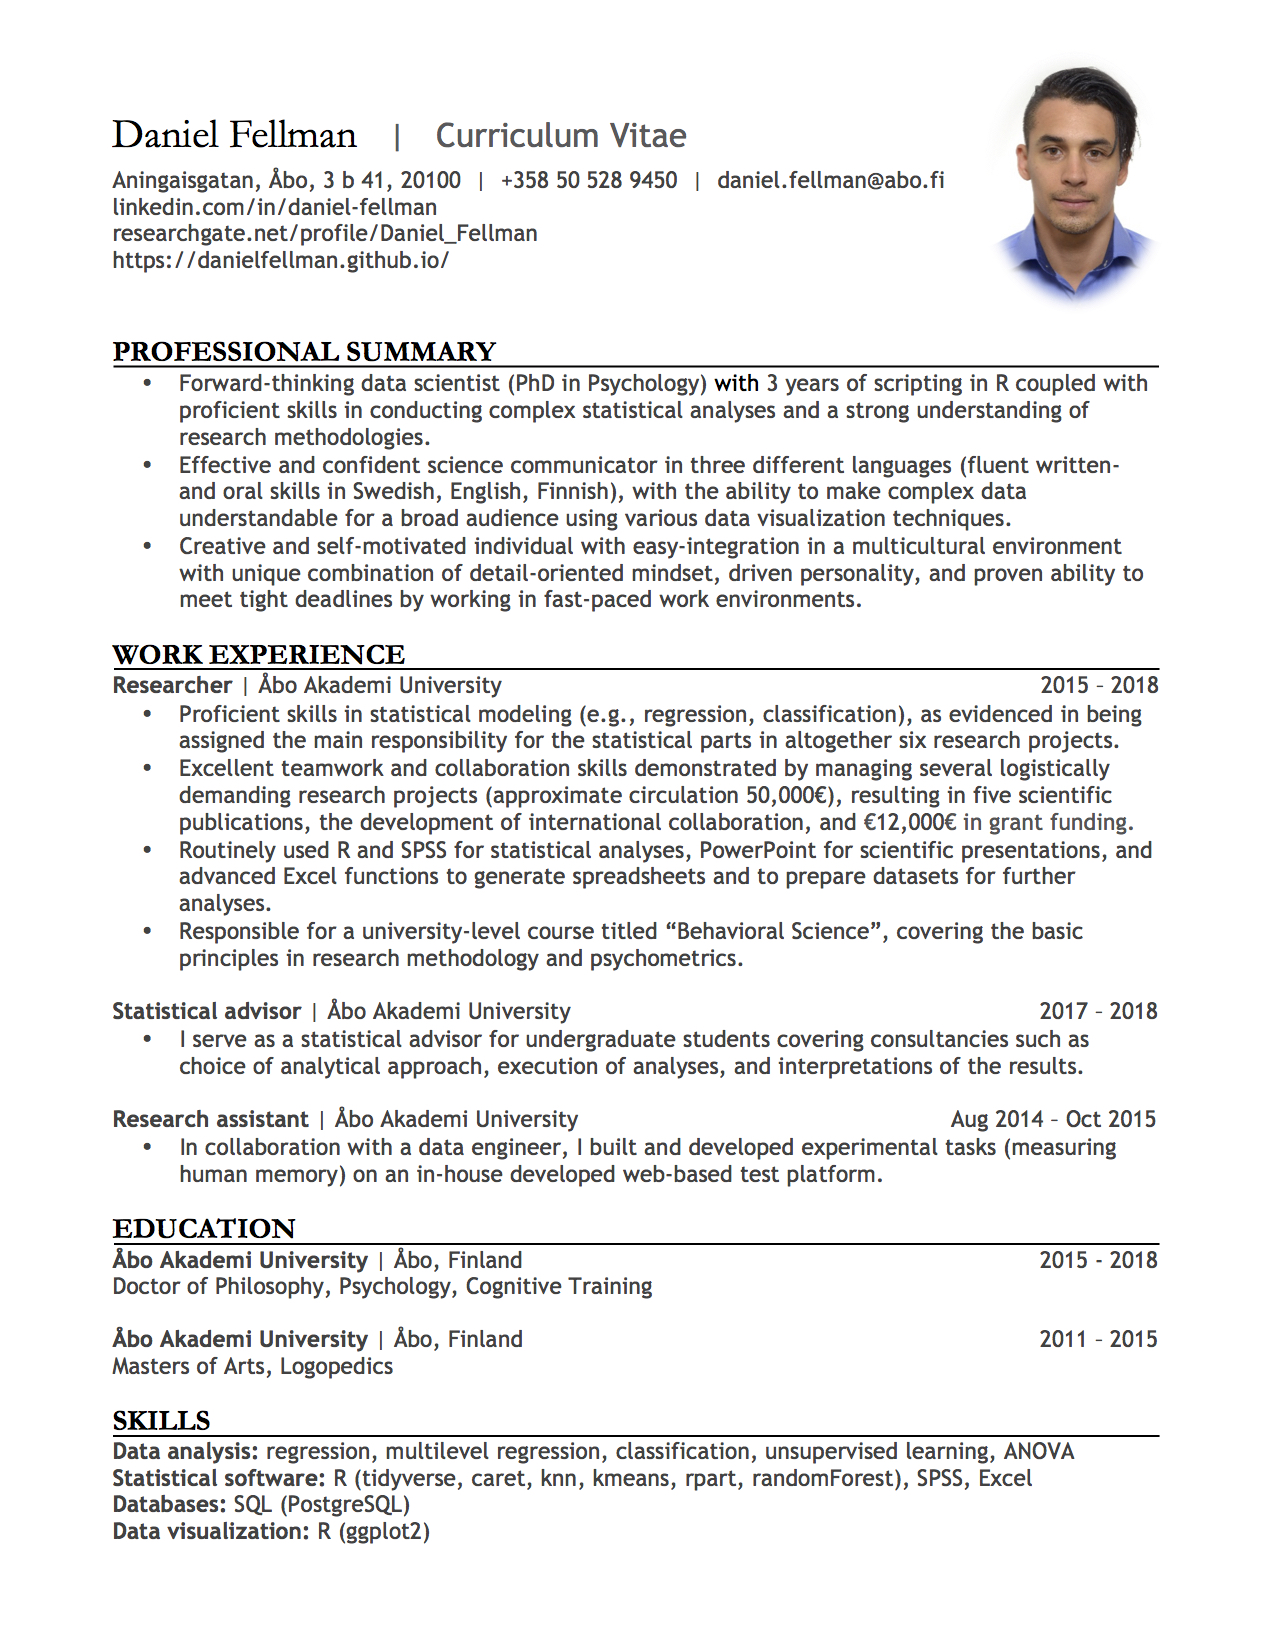 Daniel Fellman | Curriculum Vitae
Aningaisgatan, Åbo, 3 b 41, 20100 | +358 50 528 9450 | daniel.fellman@abo.fi
linkedin.com/in/daniel-fellman
researchgate.net/profile/Daniel_Fellman
https://danielfellman.github.io/
PROFESSIONAL SUMMARY
• Forward-thinking data scientist (PhD in Psychology) with 3 years of scripting in R coupled with
proficient skills in conducting complex statistical analyses and a strong understanding of
research methodologies.
• Effective and confident science communicator in three different languages (fluent written-
and oral skills in Swedish, English, Finnish), with the ability to make complex data
understandable for a broad audience using various data visualization techniques.
• Creative and self-motivated individual with easy-integration in a multicultural environment
with unique combination of detail-oriented mindset, driven personality, and proven ability to
meet tight deadlines by working in fast-paced work environments.
WORK EXPERIENCE
Researcher | Åbo Akademi University 2015 – 2018
• Proficient skills in statistical modeling (e.g., regression, classification), as evidenced in being
assigned the main responsibility for the statistical parts in altogether six research projects.
• Excellent teamwork and collaboration skills demonstrated by managing several logistically
demanding research projects (approximate circulation 50,000€), resulting in five scientific
publications, the development of international collaboration, and €12,000€ in grant funding.
• Routinely used R and SPSS for statistical analyses, PowerPoint for scientific presentations, and
advanced Excel functions to generate spreadsheets and to prepare datasets for further
analyses.
• Responsible for a university-level course titled “Behavioral Science”, covering the basic
principles in research methodology and psychometrics.
Statistical advisor | Åbo Akademi University 2017 – 2018
• I serve as a statistical advisor for undergraduate students covering consultancies such as
choice of analytical approach, execution of analyses, and interpretations of the results.
Research assistant | Åbo Akademi University Aug 2014 – Oct 2015
• In collaboration with a data engineer, I built and developed experimental tasks (measuring
human memory) on an in-house developed web-based test platform.
EDUCATION
Åbo Akademi University | Åbo, Finland 2015 - 2018
Doctor of Philosophy, Psychology, Cognitive Training
Åbo Akademi University | Åbo, Finland 2011 – 2015
Masters of Arts, Logopedics
SKILLS
Data analysis: regression, multilevel regression, classification, unsupervised learning, ANOVA
Statistical software: R (tidyverse, caret, knn, kmeans, rpart, randomForest), SPSS, Excel
Databases: SQL (PostgreSQL)
Data visualization: R (ggplot2)